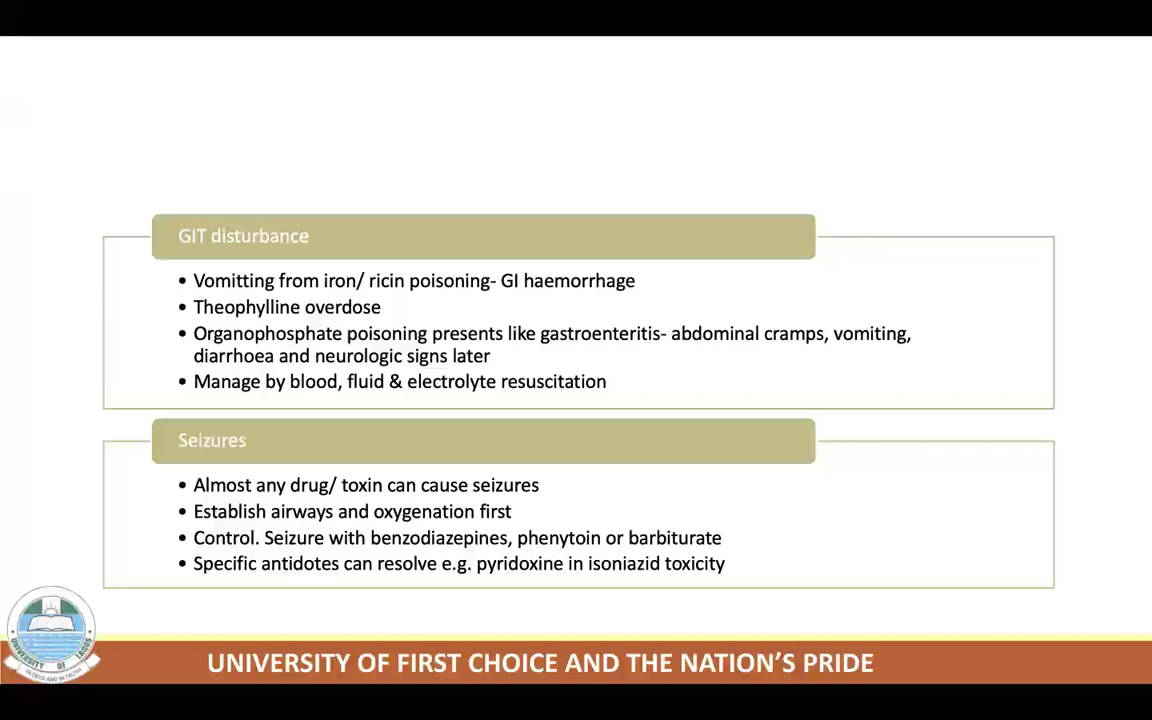 GIT disturbance
• Vomitting from iron/ ricin poisoning- GI haemorrhage
• Theophylline overdose
• Organophosphate poisoning presents like gastroenteritis- abdominal cramps, vomiting,
diarrhoea and neurologic signs later
• Manage by blood, fluid & electrolyte resuscitation
Seizures
• Almost any drug/ toxin can cause seizures
• Establish airways and oxygenation first
• Control. Seizure with benzodiazepines, phenytoin or barbiturate
• Specific antidotes can resolve e.g. pyridoxine in isoniazid toxicity
UNIVERSITY OF LAGOS
UNIVERSITY OF FIRST CHOICE AND THE NATION'S PRIDE